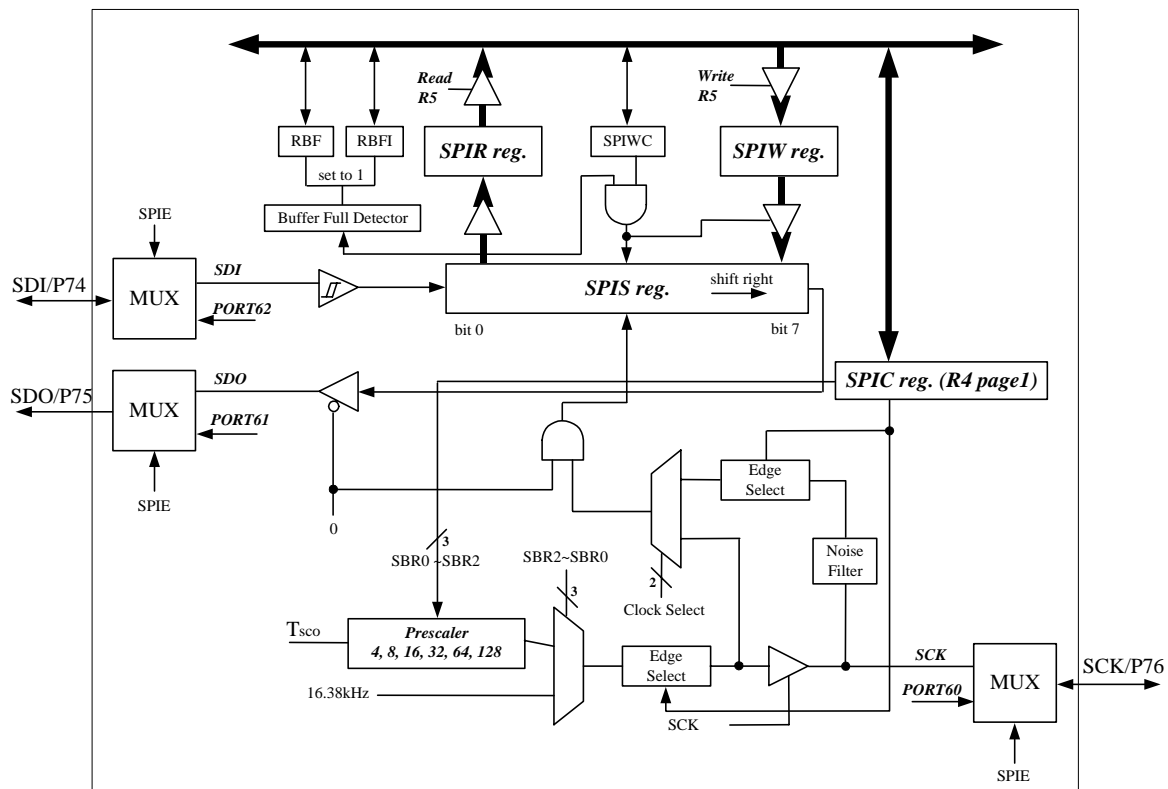 Read
R5
Write
R5
RBF
RBFI
SPIR reg.
SPIWC
SPIW reg.
set to 1
Buffer Full Detector
SPIE
SDI/P74
MUX
SDI
PORT62
SPIS reg.
shift right
bit 0
bit 7
SPIC reg. (R4 page1)
SDO/P75
MUX
SDO
PORT61
SPIE
0
Edge
Select
Noise
Filter
3
SBR0 ~SBR2
SBR2~SBR0
3
2
Clock Select
Tsco
Prescaler
4, 8, 16, 32, 64, 128
16.38kHz
Edge
Select
SCK
SCK
PORT60
MUX
SCK/P76
SPIE